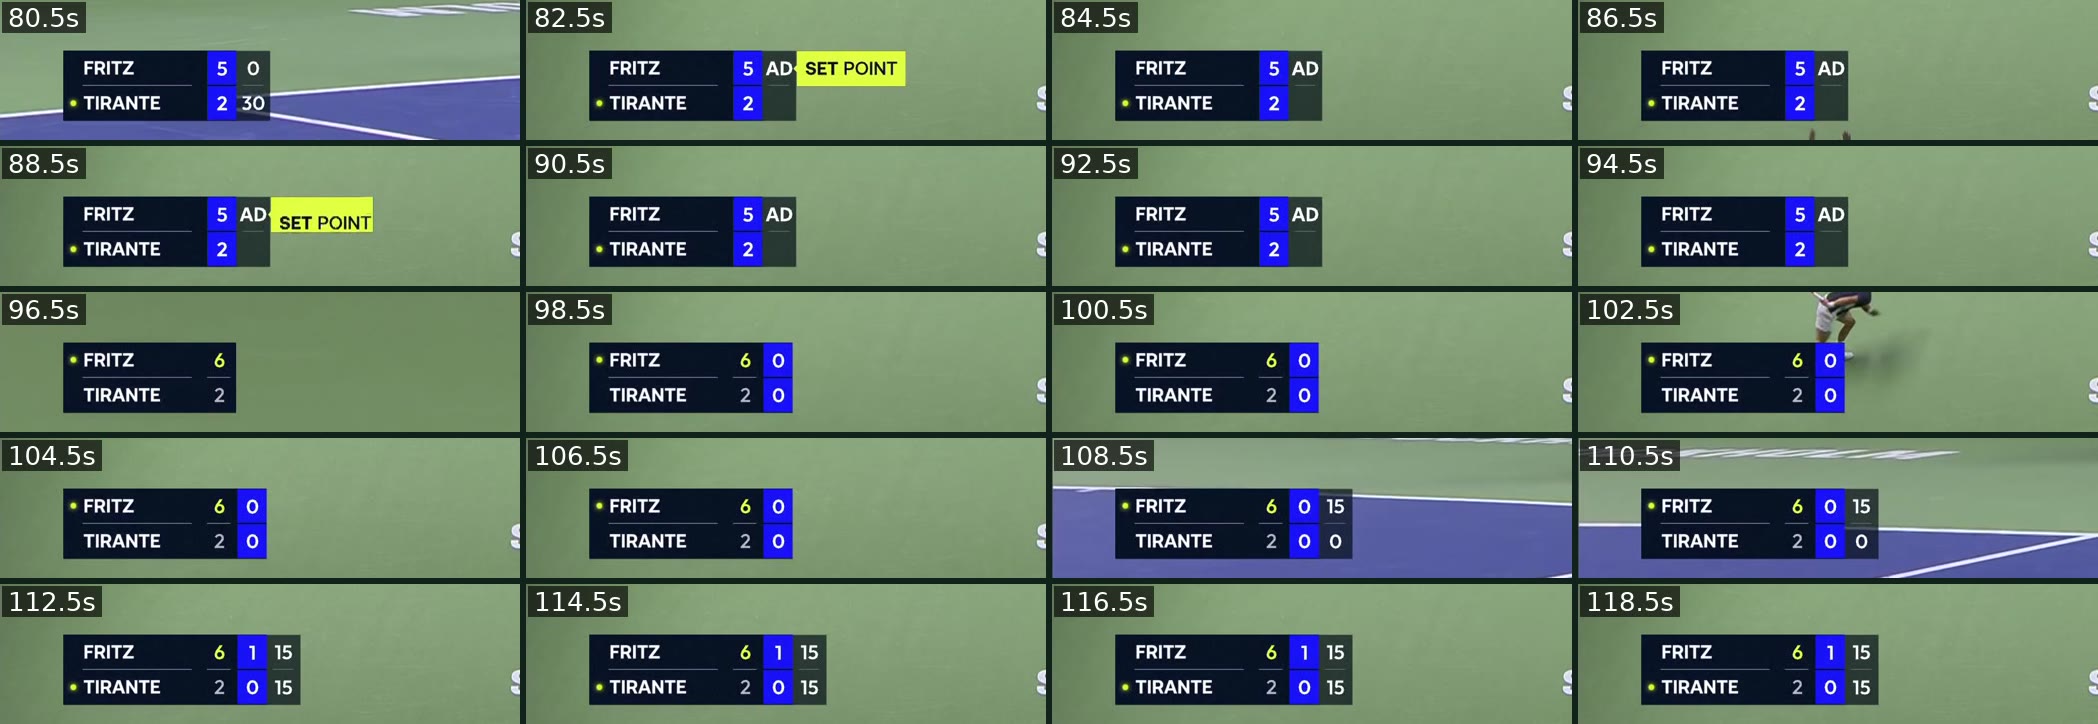 80.5s
FRITZ 5 0
TIRANTE 2 30
82.5s
FRITZ 5 AD SET POINT
TIRANTE 2
84.5s
FRITZ 5 AD
TIRANTE 2
86.5s
FRITZ 5 AD
TIRANTE 2
88.5s
FRITZ 5 AD SET POINT
TIRANTE 2
90.5s
FRITZ 5 AD
TIRANTE 2
92.5s
FRITZ 5 AD
TIRANTE 2
94.5s
FRITZ 5 AD
TIRANTE 2
96.5s
FRITZ 6
TIRANTE 2
98.5s
FRITZ 6 0
TIRANTE 2 0
100.5s
FRITZ 6 0
TIRANTE 2 0
102.5s
FRITZ 6 0
TIRANTE 2 0
104.5s
FRITZ 6 0
TIRANTE 2 0
106.5s
FRITZ 6 0
TIRANTE 2 0
108.5s
FRITZ 6 0 15
TIRANTE 2 0 0
110.5s
FRITZ 6 0 15
TIRANTE 2 0 0
112.5s
FRITZ 6 1 15
TIRANTE 2 0 15
114.5s
FRITZ 6 1 15
TIRANTE 2 0 15
116.5s
FRITZ 6 1 15
TIRANTE 2 0 15
118.5s
FRITZ 6 1 15
TIRANTE 2 0 15